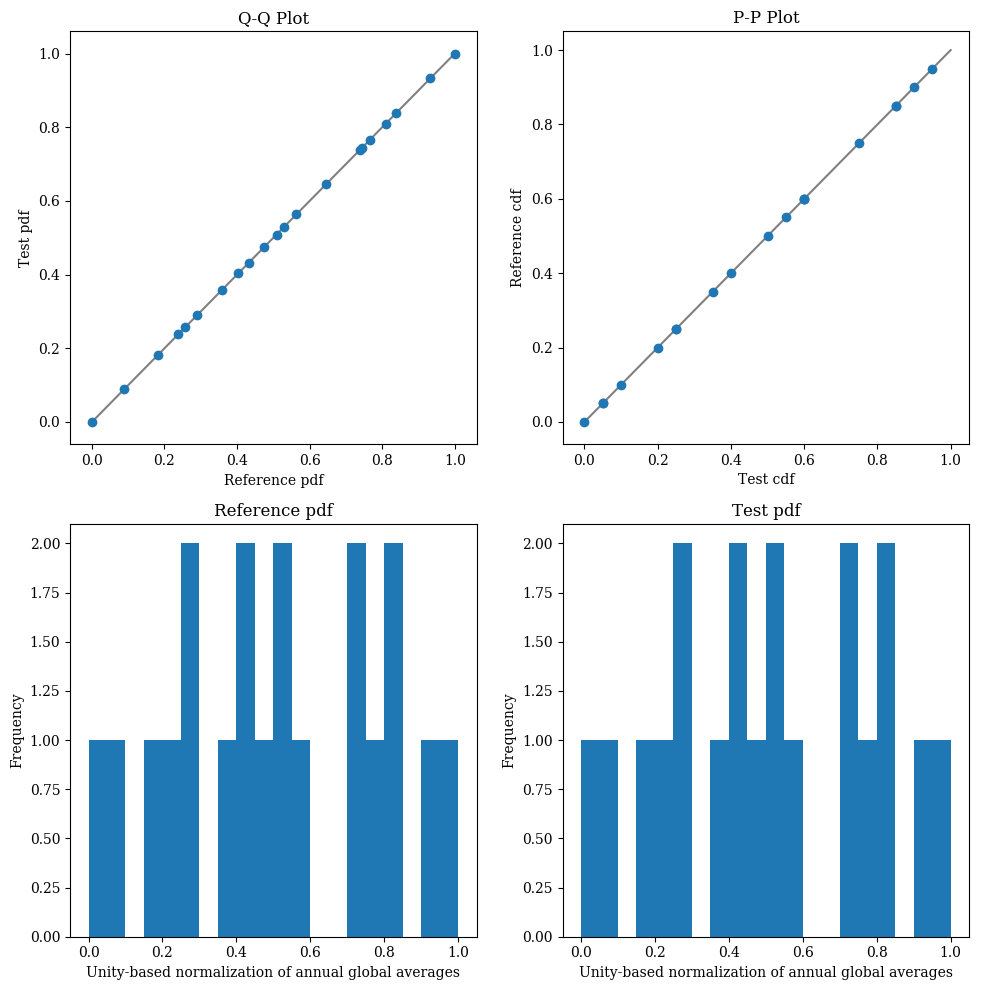 Q-Q Plot
1.0
0.8
0.6
0.4
0.2
0.0
Test pdf
0.0 0.2 0.4 0.6 0.8 1.0
Reference pdf
P-P Plot
1.0
0.8
0.6
0.4
0.2
0.0
Reference cdf
0.0 0.2 0.4 0.6 0.8 1.0
Test cdf
Reference pdf
2.00
1.75
1.50
1.25
1.00
0.75
0.50
0.25
0.00
Frequency
0.0 0.2 0.4 0.6 0.8 1.0
Unity-based normalization of annual global averages
Test pdf
2.00
1.75
1.50
1.25
1.00
0.75
0.50
0.25
0.00
Frequency
0.0 0.2 0.4 0.6 0.8 1.0
Unity-based normalization of annual global averages